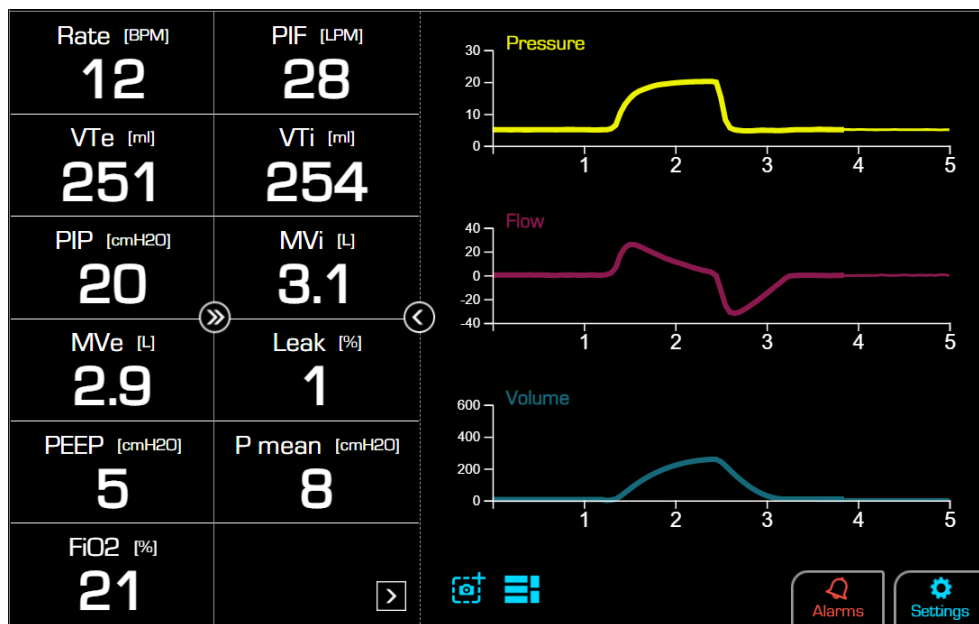 Rate [BPM]
12
PIF [LPM]
28
VTe [ml]
251
VTi [ml]
254
PIP [cmH2O]
20
MVi [L]
3.1
MVe [L]
2.9
Leak [%]
1
PEEP [cmH2O]
5
P mean [cmH2O]
8
FiO2 [%]
21
Pressure
30
20
10
0
1 2 3 4 5
Flow
40
20
0
-20
-40
1 2 3 4 5
Volume
600
400
200
0
1 2 3 4 5
Alarms
Settings